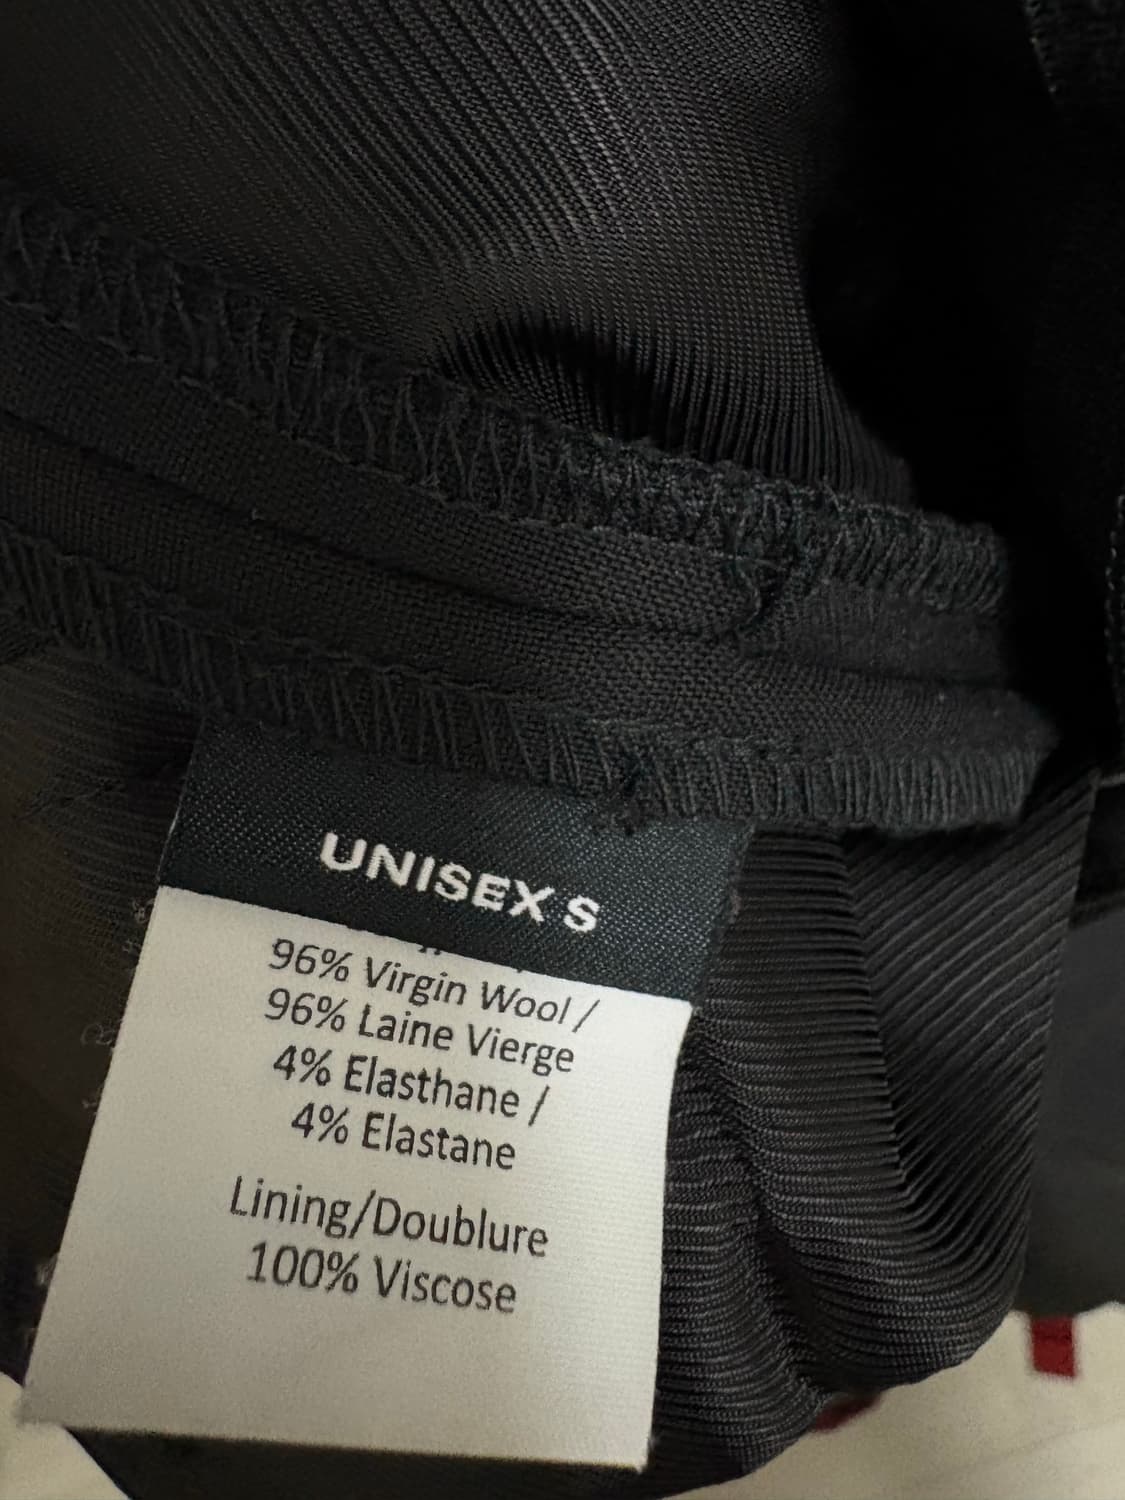 UNISEX S
96% Virgin Wool /
96% Laine Vierge
4% Elasthane /
4% Elastane
Lining/Doublure
100% Viscose